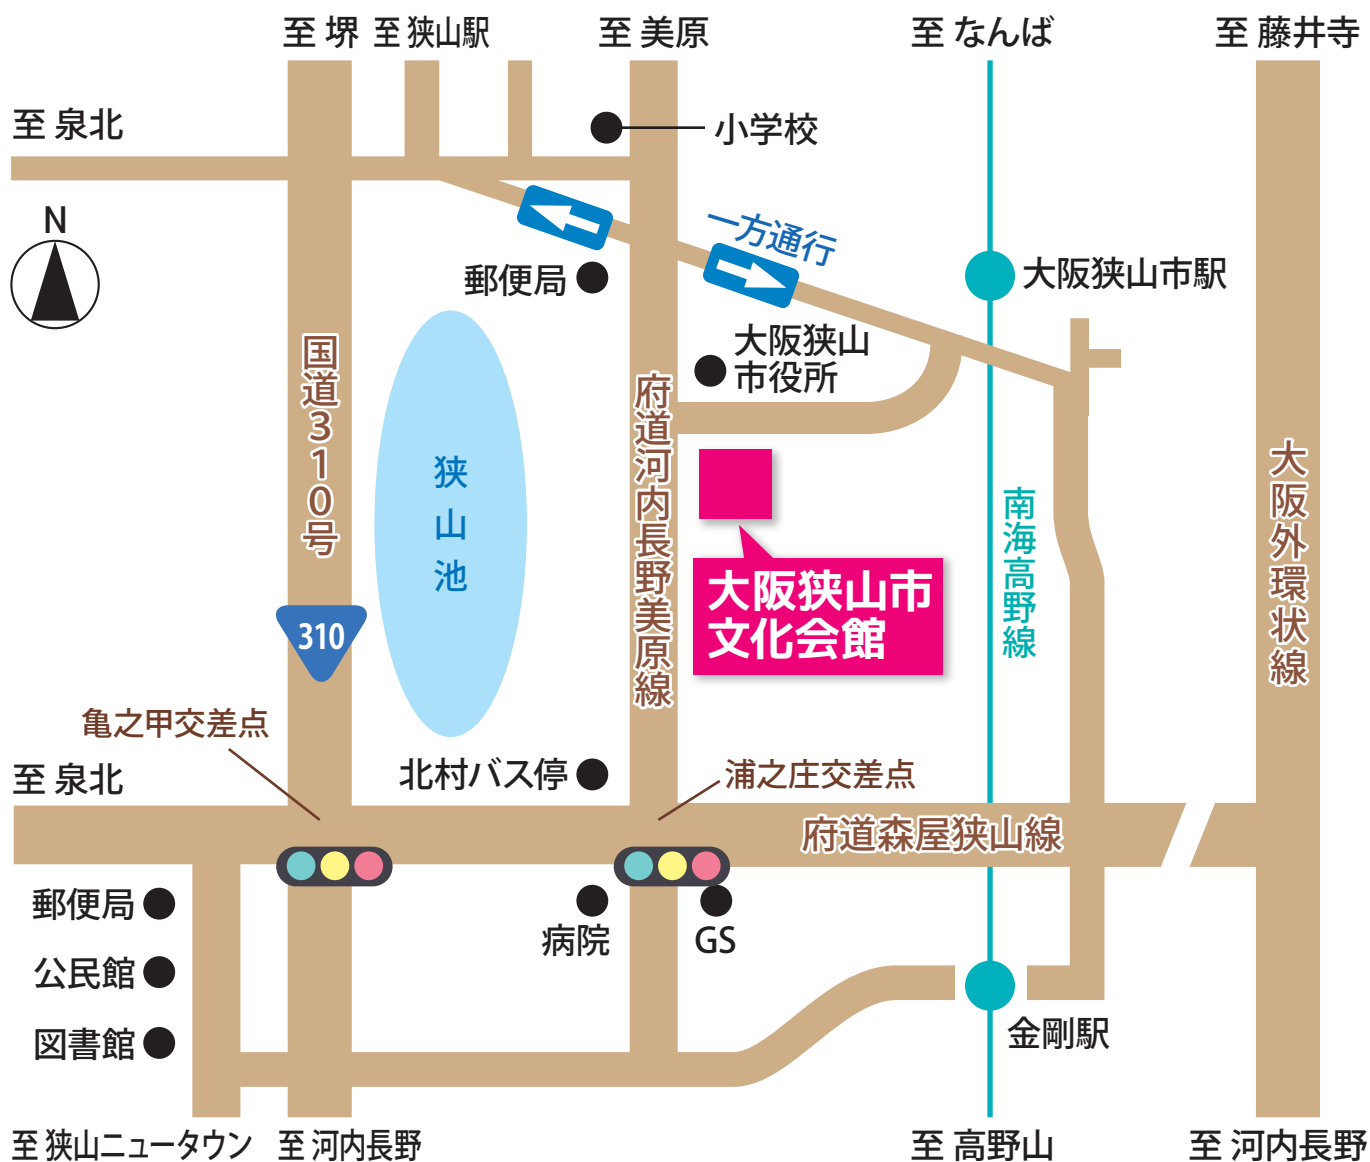 至 堺
至 狭山駅
至 美原
至 なんば
至 藤井寺
至 泉北
小学校
N
一方通行
郵便局
大阪狭山市駅
大阪狭山
市役所
国道310号
府道河内長野美原線
狭山池
大阪外環状線
南海高野線
大阪狭山市
文化会館
310
亀之甲交差点
北村バス停
浦之庄交差点
至 泉北
府道森屋狭山線
郵便局
病院
GS
公民館
図書館
金剛駅
至 狭山ニュータウン
至 河内長野
至 高野山
至 河内長野